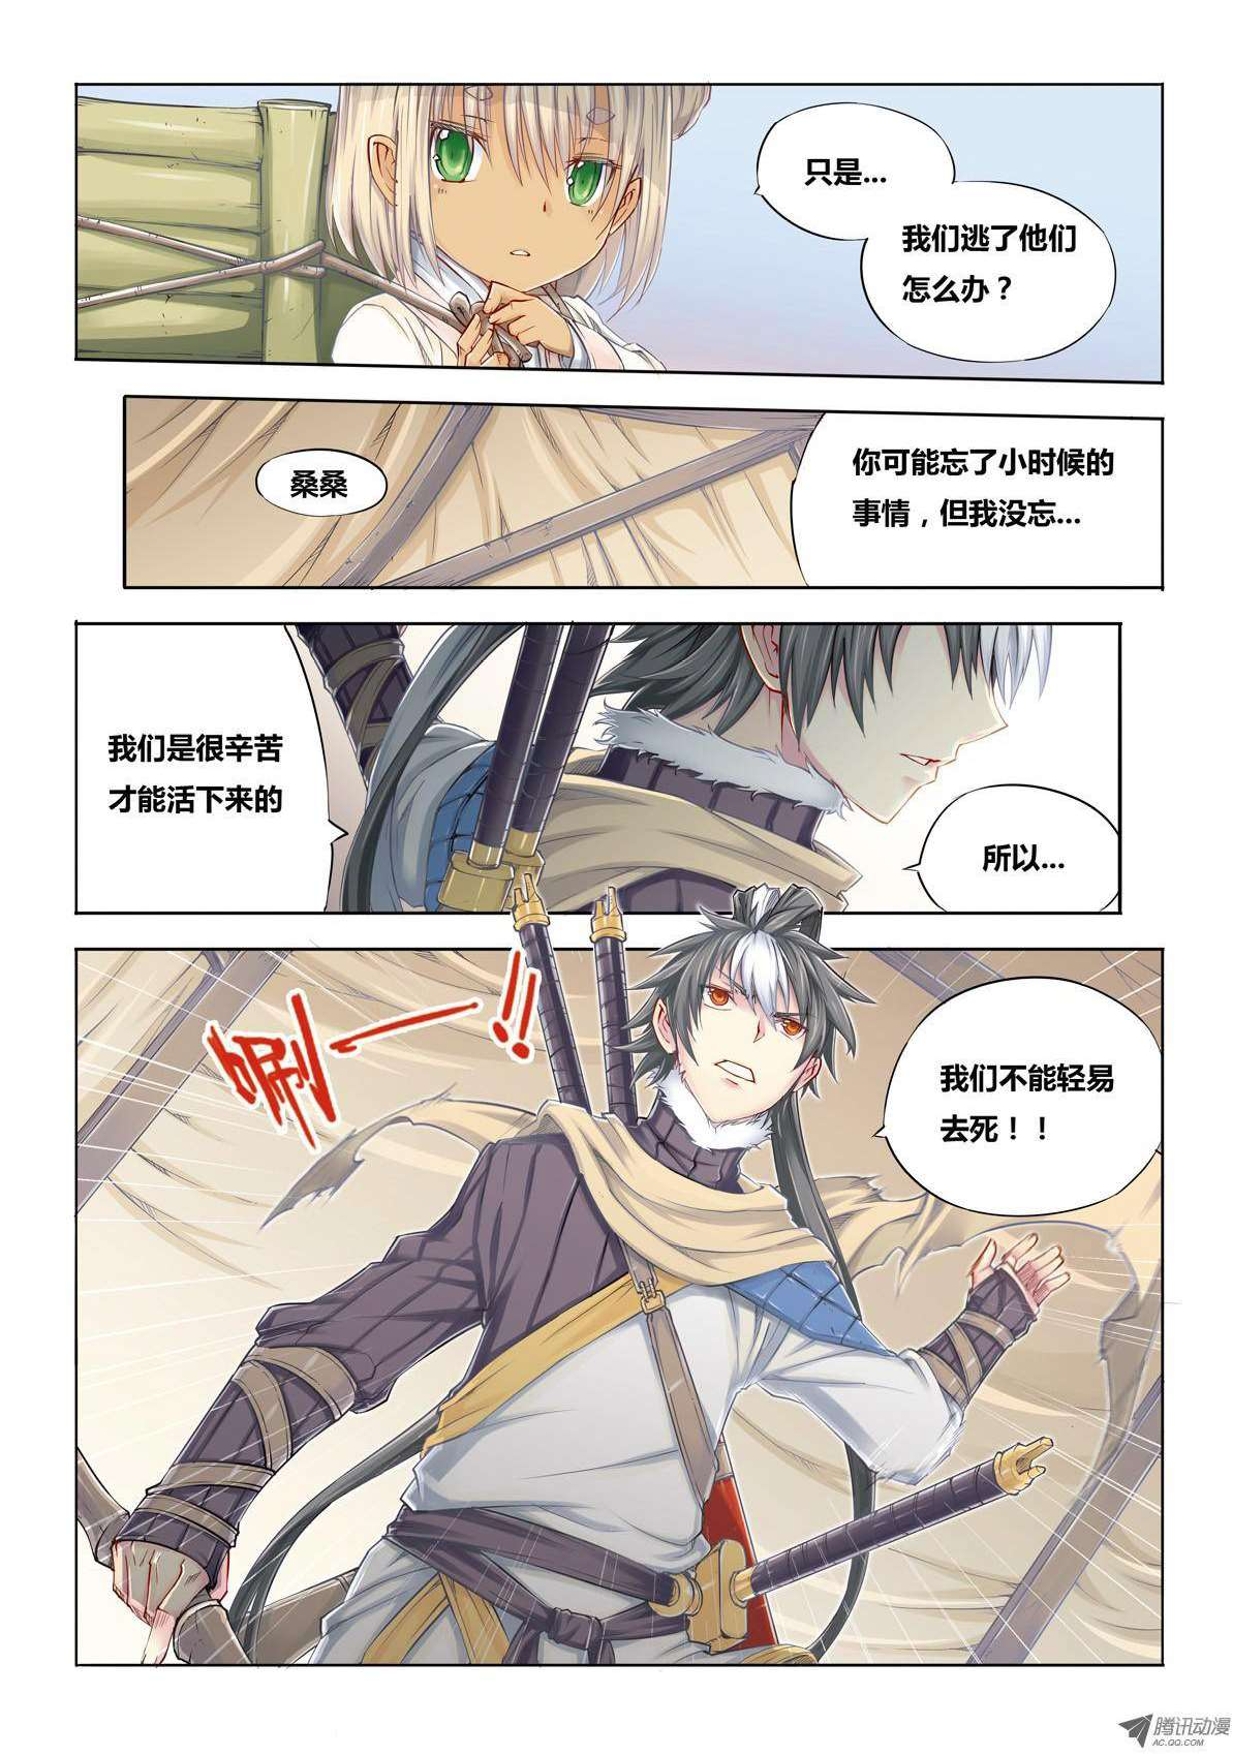 只是...
我们逃了他们
怎么办？
桑桑
你可能忘了小时候的
事情，但我没忘...
我们是很辛苦
才能活下来的
所以...
唰一!!
我们不能轻易
去死！！
腾讯动漫
AC.QQ.COM